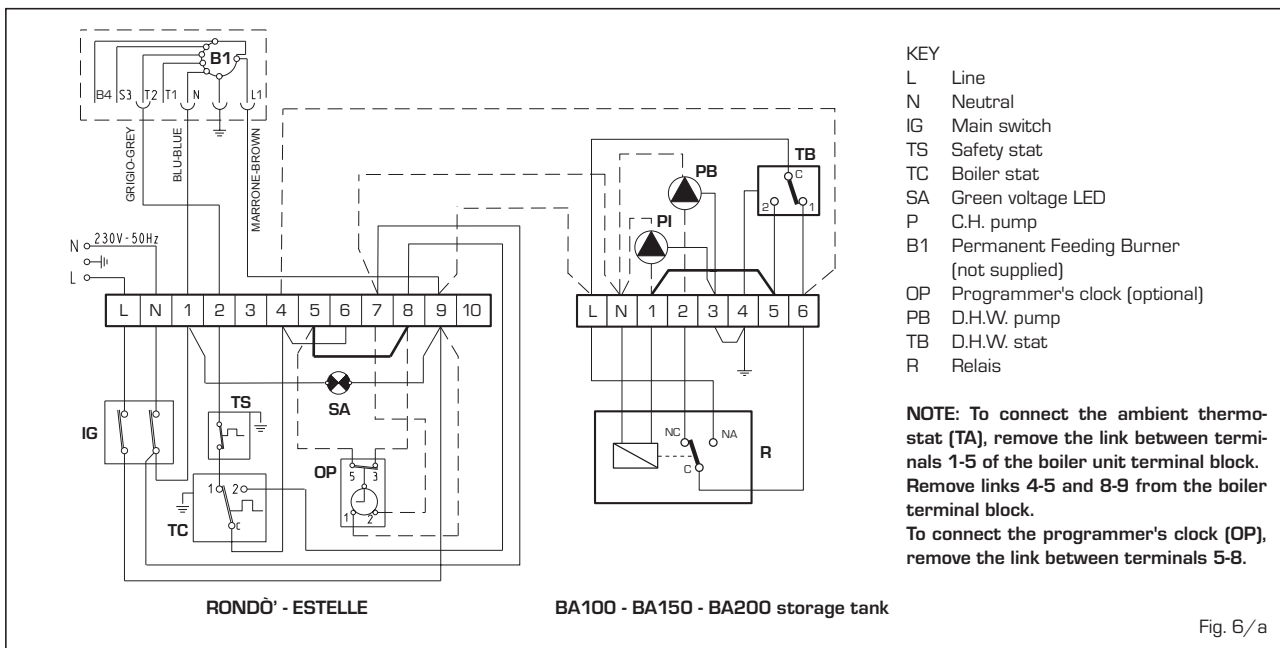 B1
B4 S3 T2 T1 N L1
GRIGIO-GREY
BLU-BLUE
MARRONE-BROWN
N 230V-50Hz
L
L N 1 2 3 4 5 6 7 8 9 10
IG
TS
SA
TC
1 2
C
OP
5 3
1 2
RONDÒ' - ESTELLE
PB
PI
TB
C
2 1
L N 1 2 3 4 5 6
NC NA
C
R
BA100 - BA150 - BA200 storage tank
KEY
L Line
N Neutral
IG Main switch
TS Safety stat
TC Boiler stat
SA Green voltage LED
P C.H. pump
B1 Permanent Feeding Burner
(not supplied)
OP Programmer's clock (optional)
PB D.H.W. pump
TB D.H.W. stat
R Relais
NOTE: To connect the ambient thermo-
stat (TA), remove the link between termi-
nals 1-5 of the boiler unit terminal block.
Remove links 4-5 and 8-9 from the boiler
terminal block.
To connect the programmer's clock (OP),
remove the link between terminals 5-8.
Fig. 6/a